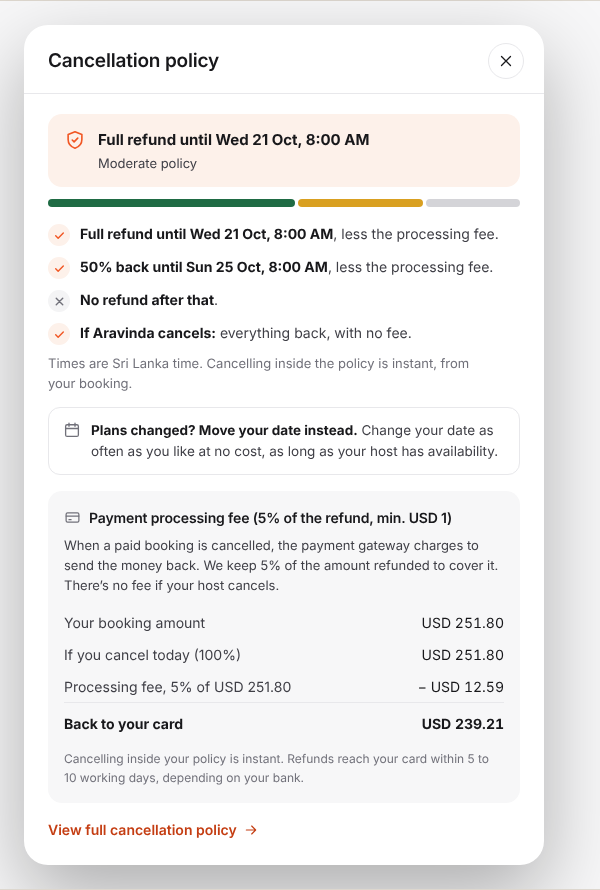 Cancellation policy
Full refund until Wed 21 Oct, 8:00 AM
Moderate policy
Full refund until Wed 21 Oct, 8:00 AM, less the processing fee.
50% back until Sun 25 Oct, 8:00 AM, less the processing fee.
No refund after that.
If Aravinda cancels: everything back, with no fee.
Times are Sri Lanka time. Cancelling inside the policy is instant, from
your booking.
Plans changed? Move your date instead. Change your date as
often as you like at no cost, as long as your host has availability.
Payment processing fee (5% of the refund, min. USD 1)
When a paid booking is cancelled, the payment gateway charges to
send the money back. We keep 5% of the amount refunded to cover it.
There’s no fee if your host cancels.
Your booking amount USD 251.80
If you cancel today (100%) USD 251.80
Processing fee, 5% of USD 251.80 – USD 12.59
Back to your card USD 239.21
Cancelling inside your policy is instant. Refunds reach your card within 5 to
10 working days, depending on your bank.
View full cancellation policy →